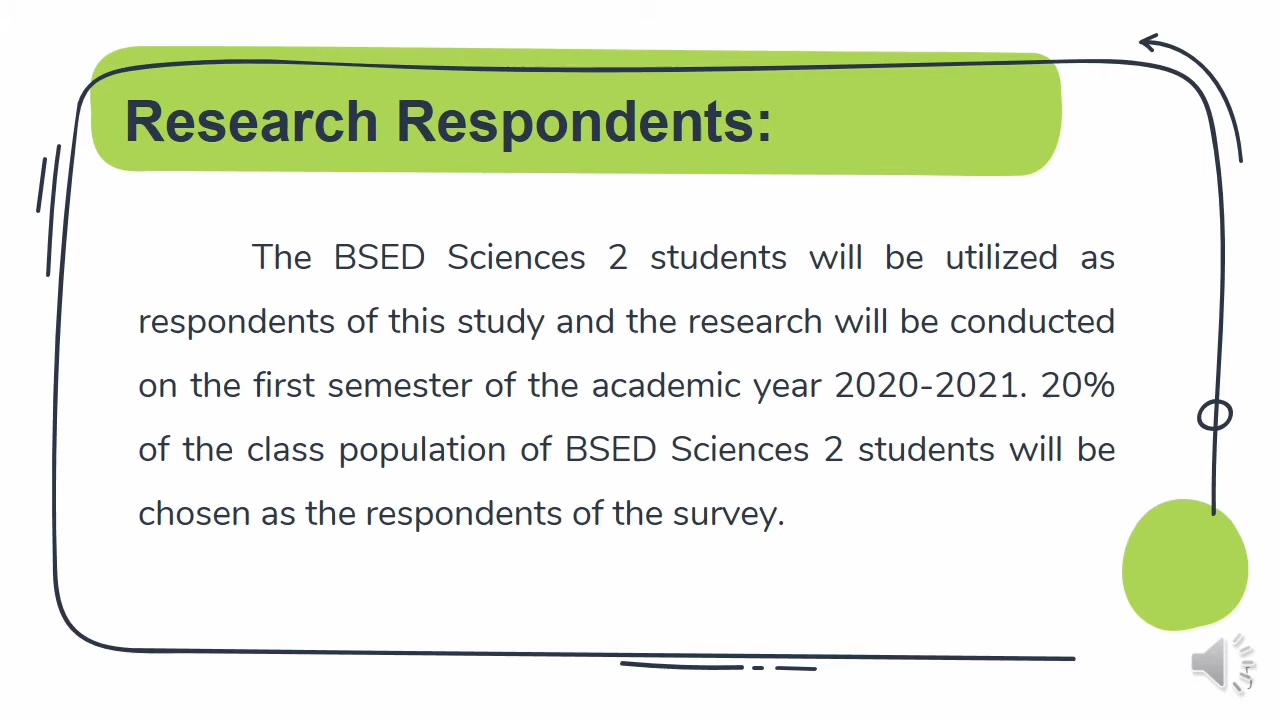 Research Respondents:
The BSED Sciences 2 students will be utilized as
respondents of this study and the research will be conducted
on the first semester of the academic year 2020-2021. 20%
of the class population of BSED Sciences 2 students will be
chosen as the respondents of the survey.